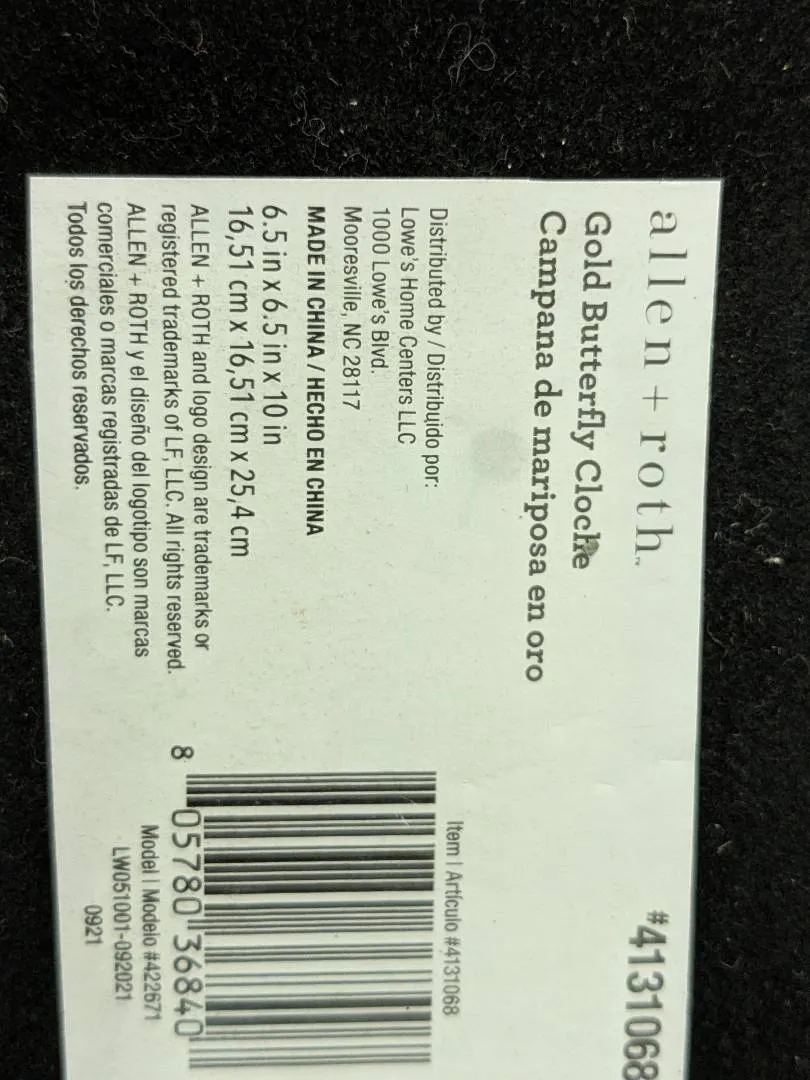 allen + roth™
#4131068
Gold Butterfly Cloche
Campana de mariposa en oro
Distributed by / Distribuido por:
Lowe's Home Centers LLC
1000 Lowe's Blvd.
Mooresville, NC 28117
MADE IN CHINA / HECHO EN CHINA
6.5 in x 6.5 in x 10 in
16,51 cm x 16,51 cm x 25,4 cm
ALLEN + ROTH and logo design are trademarks or
registered trademarks of LF, LLC. All rights reserved.
ALLEN + ROTH y el diseño del logotipo son marcas
comerciales o marcas registradas de LF, LLC.
Todos los derechos reservados.
Item | Artículo #4131068
8 05780 36840
Model | Modelo #422671
LW051001-092021
0921